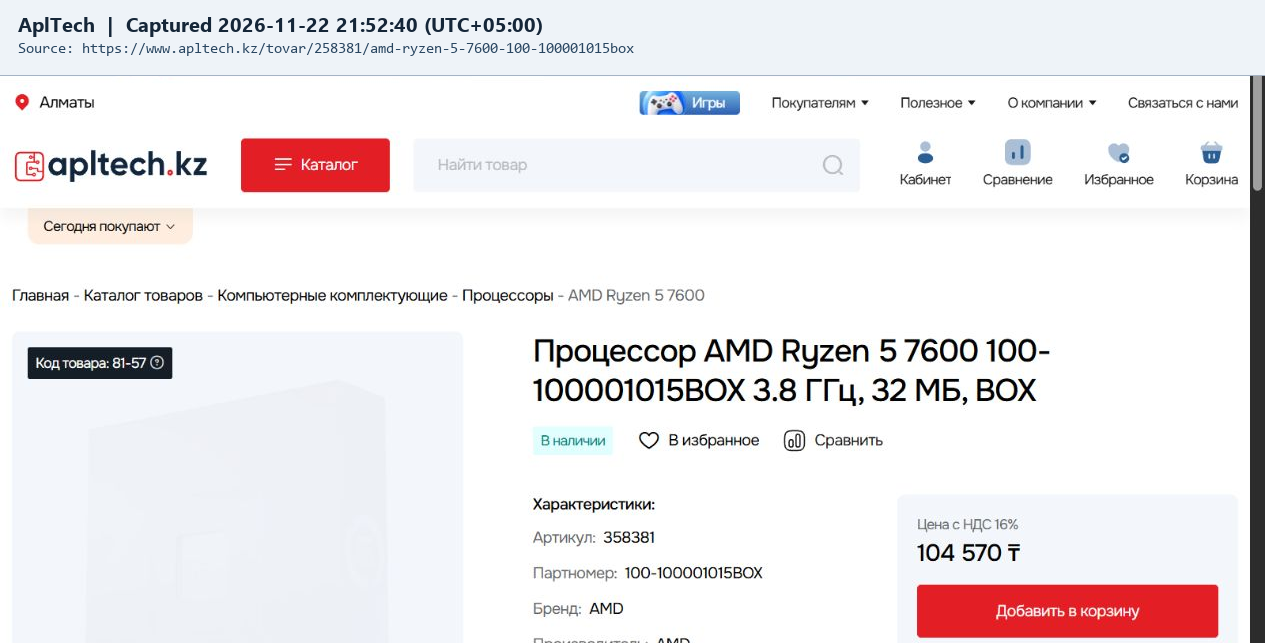 AplTech | Captured 2026-11-22 21:52:40 (UTC+05:00)
Source: https://www.apltech.kz/tovar/258381/amd-ryzen-5-7600-100-100001015box
Алматы
Игры
Покупателям
Полезное
О компании
Связаться с нами
apltech.kz
Каталог
Найти товар
Кабинет
Сравнение
Избранное
Корзина
Сегодня покупают
Главная - Каталог товаров - Компьютерные комплектующие - Процессоры - AMD Ryzen 5 7600
Код товара: 81-57
Процессор AMD Ryzen 5 7600 100-
100001015BOX 3.8 ГГц, 32 МБ, BOX
В наличии
В избранное
Сравнить
Характеристики:
Артикул: 358381
Партномер: 100-100001015BOX
Бренд: AMD
Производитель: AMD
Цена с НДС 16%
104 570 ₸
Добавить в корзину